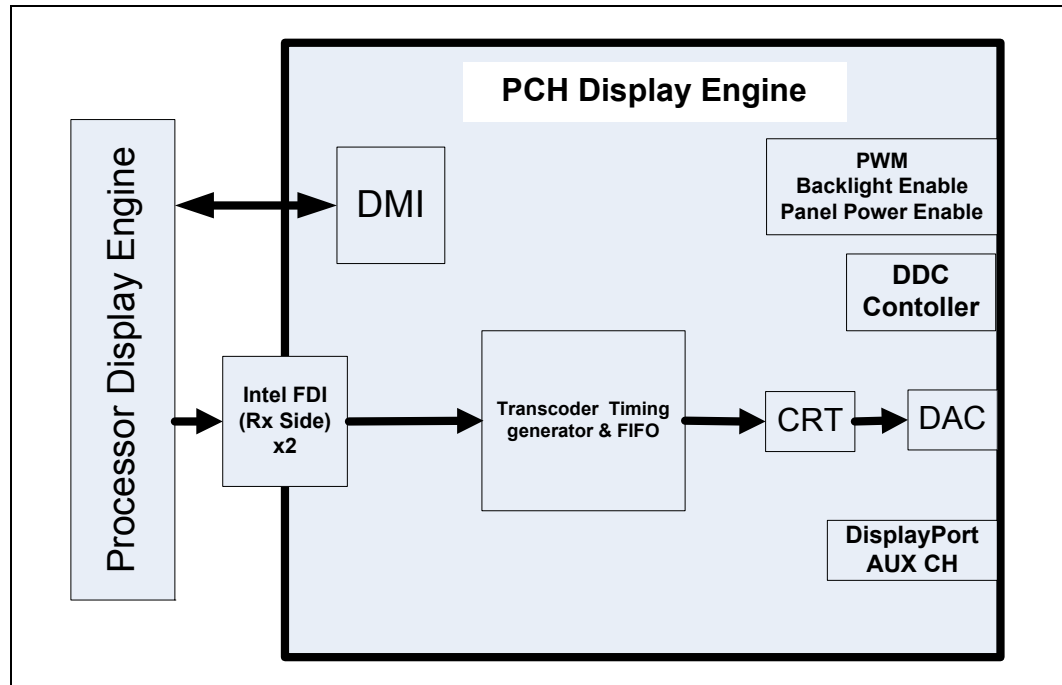 PCH Display Engine
Processor Display Engine
DMI
PWM
Backlight Enable
Panel Power Enable
DDC
Contoller
Intel FDI
(Rx Side)
x2
Transcoder Timing
generator & FIFO
CRT
DAC
DisplayPort
AUX CH